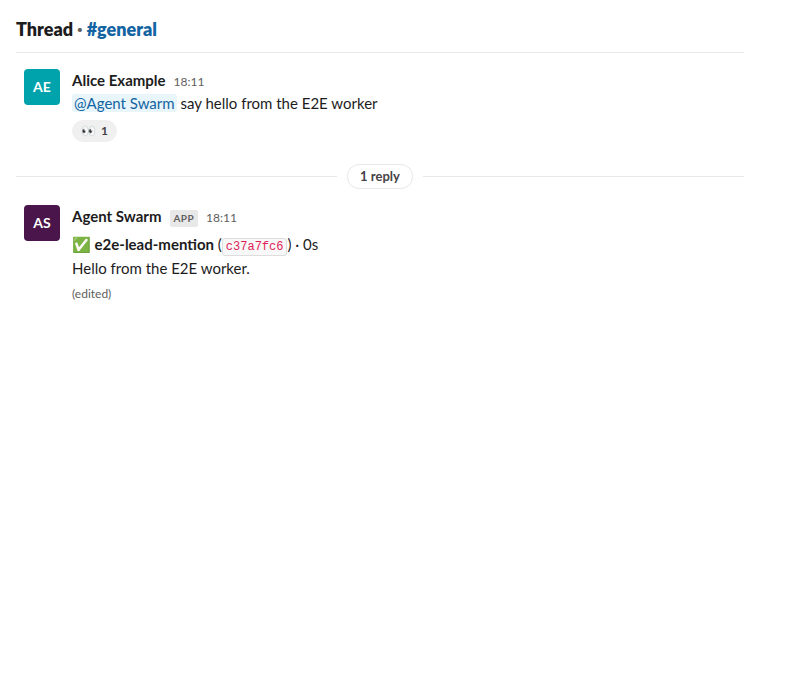 Thread • #general
AE
Alice Example 18:11
@Agent Swarm say hello from the E2E worker
👀 1
1 reply
AS
Agent Swarm APP 18:11
✅ e2e-lead-mention (c37a7fc6) · 0s
Hello from the E2E worker.
(edited)